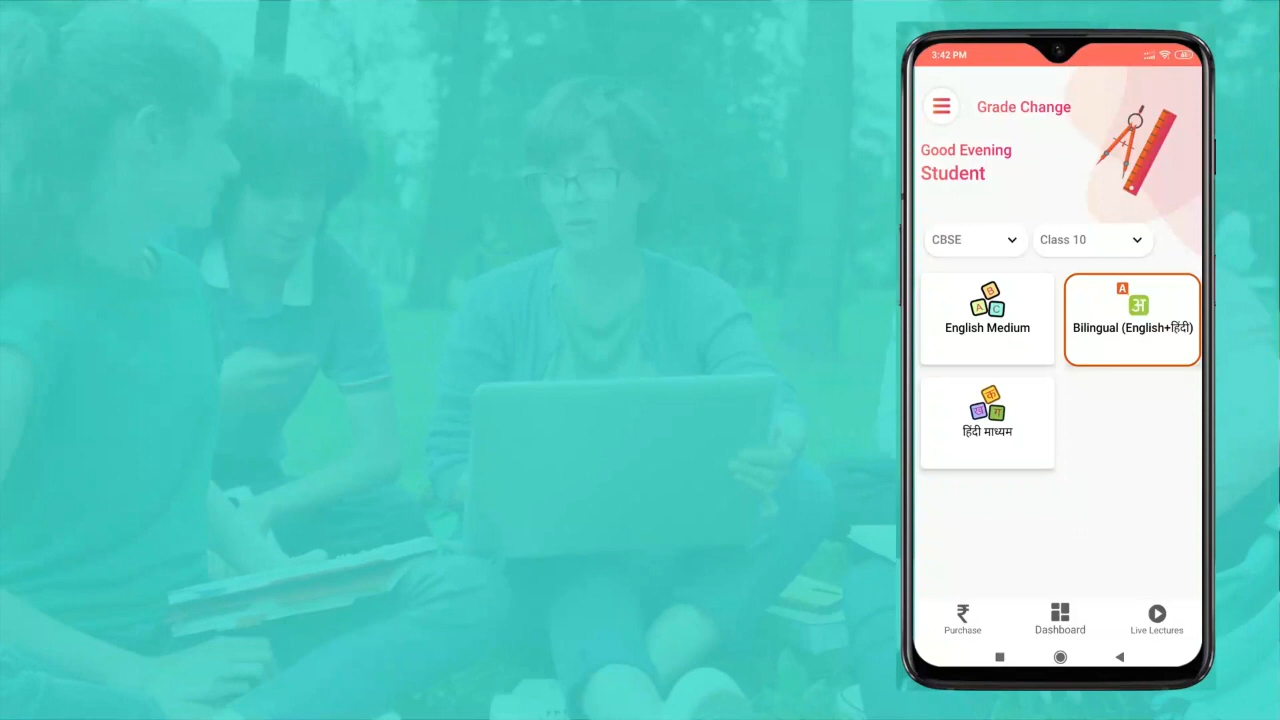 3:42 PM
Grade Change
Good Evening
Student
CBSE
Class 10
B
A C
English Medium
A
अ
Bilingual (English+हिंदी)
क
ख ग
हिंदी माध्यम
Purchase
Dashboard
Live Lectures